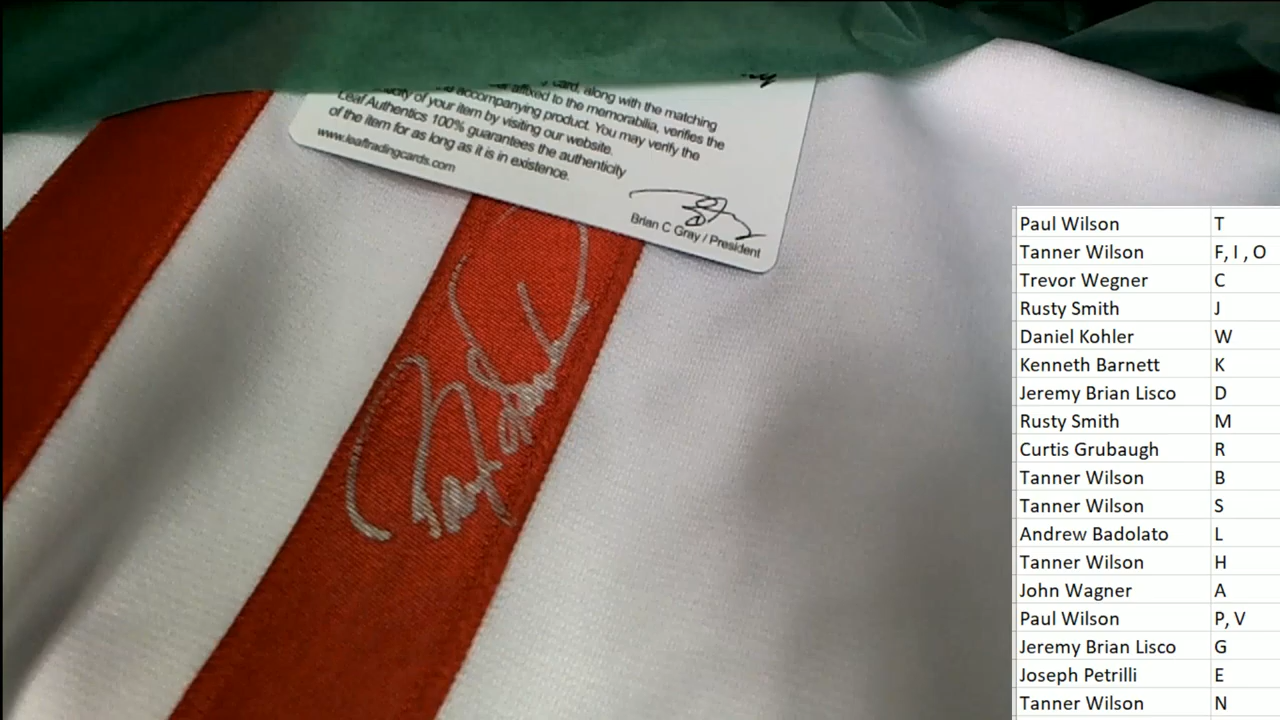 card, along with the matching
affixed to the memorabilia, verifies the
accompanying product. You may verify the
of your item by visiting our website.
Leaf Authentics 100% guarantees the authenticity
of the item for as long as it is in existence.
www.leaftradingcards.com
Brian C Gray / President
Paul Wilson T
Tanner Wilson F, I , O
Trevor Wegner C
Rusty Smith J
Daniel Kohler W
Kenneth Barnett K
Jeremy Brian Lisco D
Rusty Smith M
Curtis Grubaugh R
Tanner Wilson B
Tanner Wilson S
Andrew Badolato L
Tanner Wilson H
John Wagner A
Paul Wilson P, V
Jeremy Brian Lisco G
Joseph Petrilli E
Tanner Wilson N